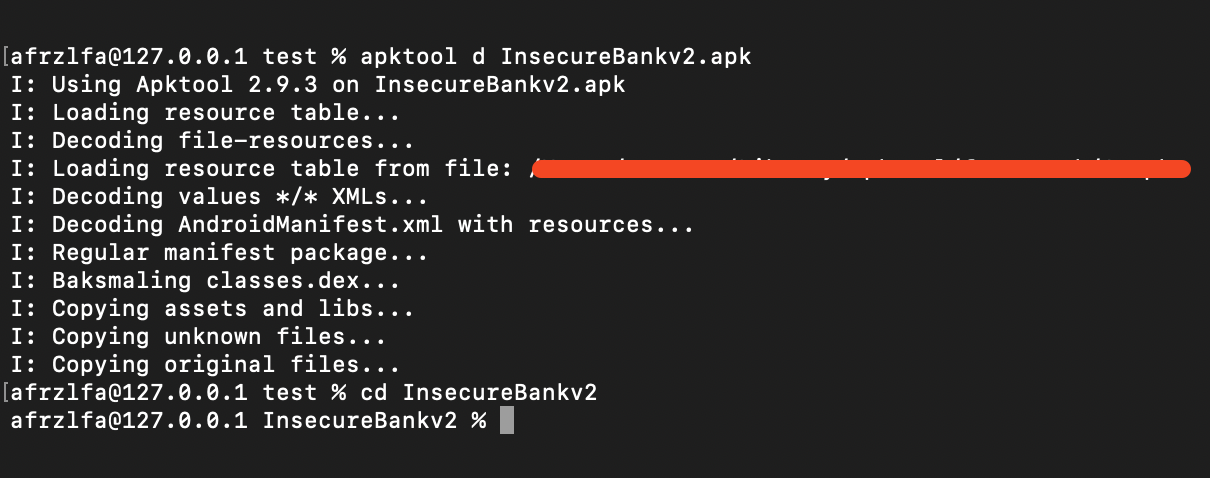 [afrzlfa@127.0.0.1 test % apktool d InsecureBankv2.apk
I: Using Apktool 2.9.3 on InsecureBankv2.apk
I: Loading resource table...
I: Decoding file-resources...
I: Loading resource table from file:
I: Decoding values */* XMLs...
I: Decoding AndroidManifest.xml with resources...
I: Regular manifest package...
I: Baksmaling classes.dex...
I: Copying assets and libs...
I: Copying unknown files...
I: Copying original files...
[afrzlfa@127.0.0.1 test % cd InsecureBankv2
afrzlfa@127.0.0.1 InsecureBankv2 %